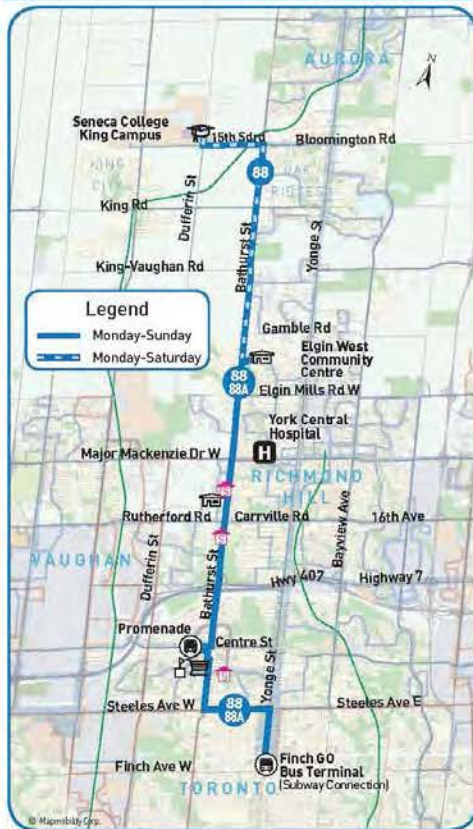 AURORA
N
Seneca College
King Campus
15th Sdrd
Bloomington Rd
KING
CITY
OAK
RIDGES
88
King Rd
Dufferin St
Bathurst St
Yonge St
King-Vaughan Rd
Legend
Monday-Sunday
Monday-Saturday
Gamble Rd
Elgin West
Community
Centre
88
88A
Elgin Mills Rd W
York Central
Hospital
H
Major Mackenzie Dr W
RICHMOND
HILL
Rutherford Rd
Carrville Rd
16th Ave
Bayview Ave
VAUGHAN
Dufferin St
Bathurst St
Hwy 407
Highway 7
Promenade
Centre St
Yonge St
Steeles Ave W
88
88A
Steeles Ave E
Finch Ave W
Finch GO
Bus Terminal
(Subway Connection)
TORONTO
© Mapmobility Corp.